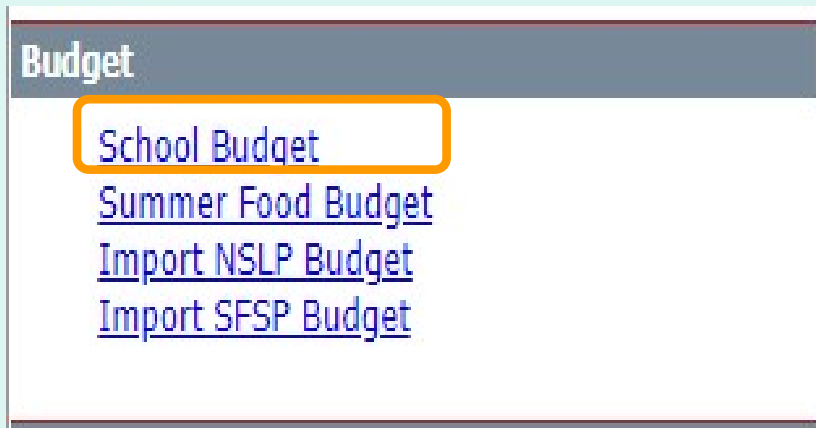 Budget
School Budget
Summer Food Budget
Import NSLP Budget
Import SFSP Budget